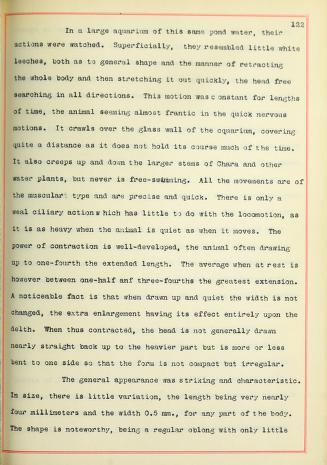 122
In a large aquarium of this same pond water, their
actions were watched. Superficially, they resembled little white
leeches, both as to general shape and the manner of retracting
the whole body and then stretching it out quickly, the head free
searching in all directions. This motion was constant for lengths
of time, the animal seeming almost frantic in the quick nervous
motions. It crawls over the glass wall of the cquarium, covering
quite a distance as it does not hold its course much of the time.
It also creeps up and down the larger stems of Chara and other
water plants, but never is free-swimming. All the movements are of
the muscular type and are precise and quick. There is only a
weal ciliary action which has little to do with the locomotion, as
it is as heavy when the animal is quiet as when it moves. The
power of contraction is well-developed, the animal often drawing
up to one-fourth the extended length. The average when at rest is
however between one-half anf three-fourths the greatest extension.
A noticeable fact is that when drawn up and quiet the width is not
changed, the extra enlargement having its effect entirely upon the
delth. When thus contracted, the head is not generally drawn
nearly straight back up to the heavier part but is more or less
bent to one side so that the form is not compact but irregular.
The general appearance was striking and characteristic.
In size, there is little variation, the length being very nearly
four millimeters and the width 0.5 mm., for any part of the body.
The shape is noteworthy, being a regular oblong with only little